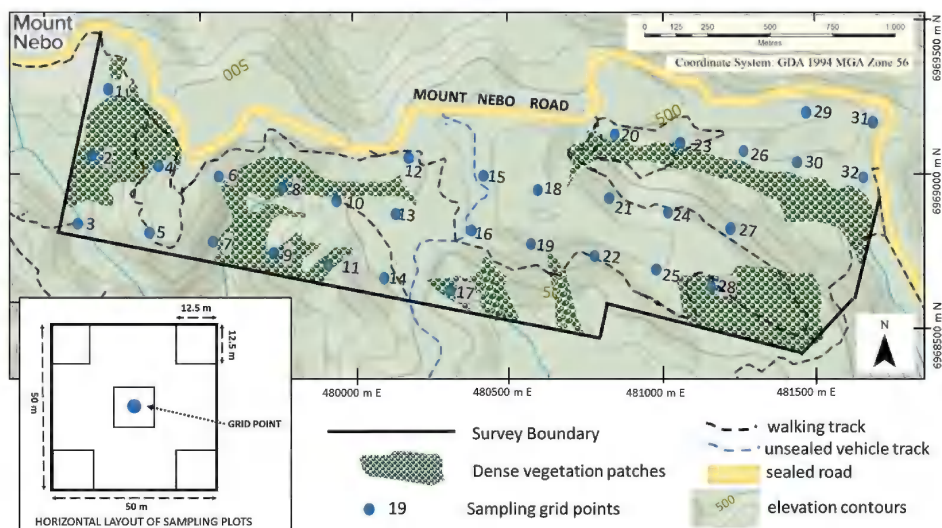 Mount
Nebo
0 125 250 500 750 1 000
Metres
Coordinate System: GDA 1994 MGA Zone 56
6969500 m N
500
MOUNT NEBO ROAD
500
29
31
1
20
23
26
30
2
4
6969000 m N
6
8
12
15
18
32
10
13
21
24
3
5
16
27
7
19
9
22
11
14
25
17
28
6968500 m N
N
480000 m E
480500 m E
481000 m E
481500 m E
12.5 m
12.5 m
50 m
GRID POINT
50 m
HORIZONTAL LAYOUT OF SAMPLING PLOTS
Survey Boundary
Dense vegetation patches
19 Sampling grid points
walking track
unsealed vehicle track
sealed road
500 elevation contours